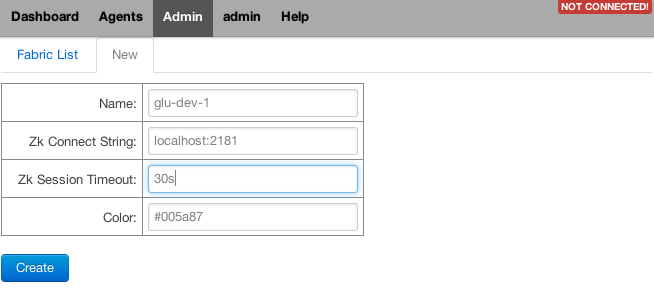 Dashboard Agents Admin admin Help NOT CONNECTED!
Fabric List New
Name: glu-dev-1
Zk Connect String: localhost:2181
Zk Session Timeout: 30s
Color: #005a87
Create